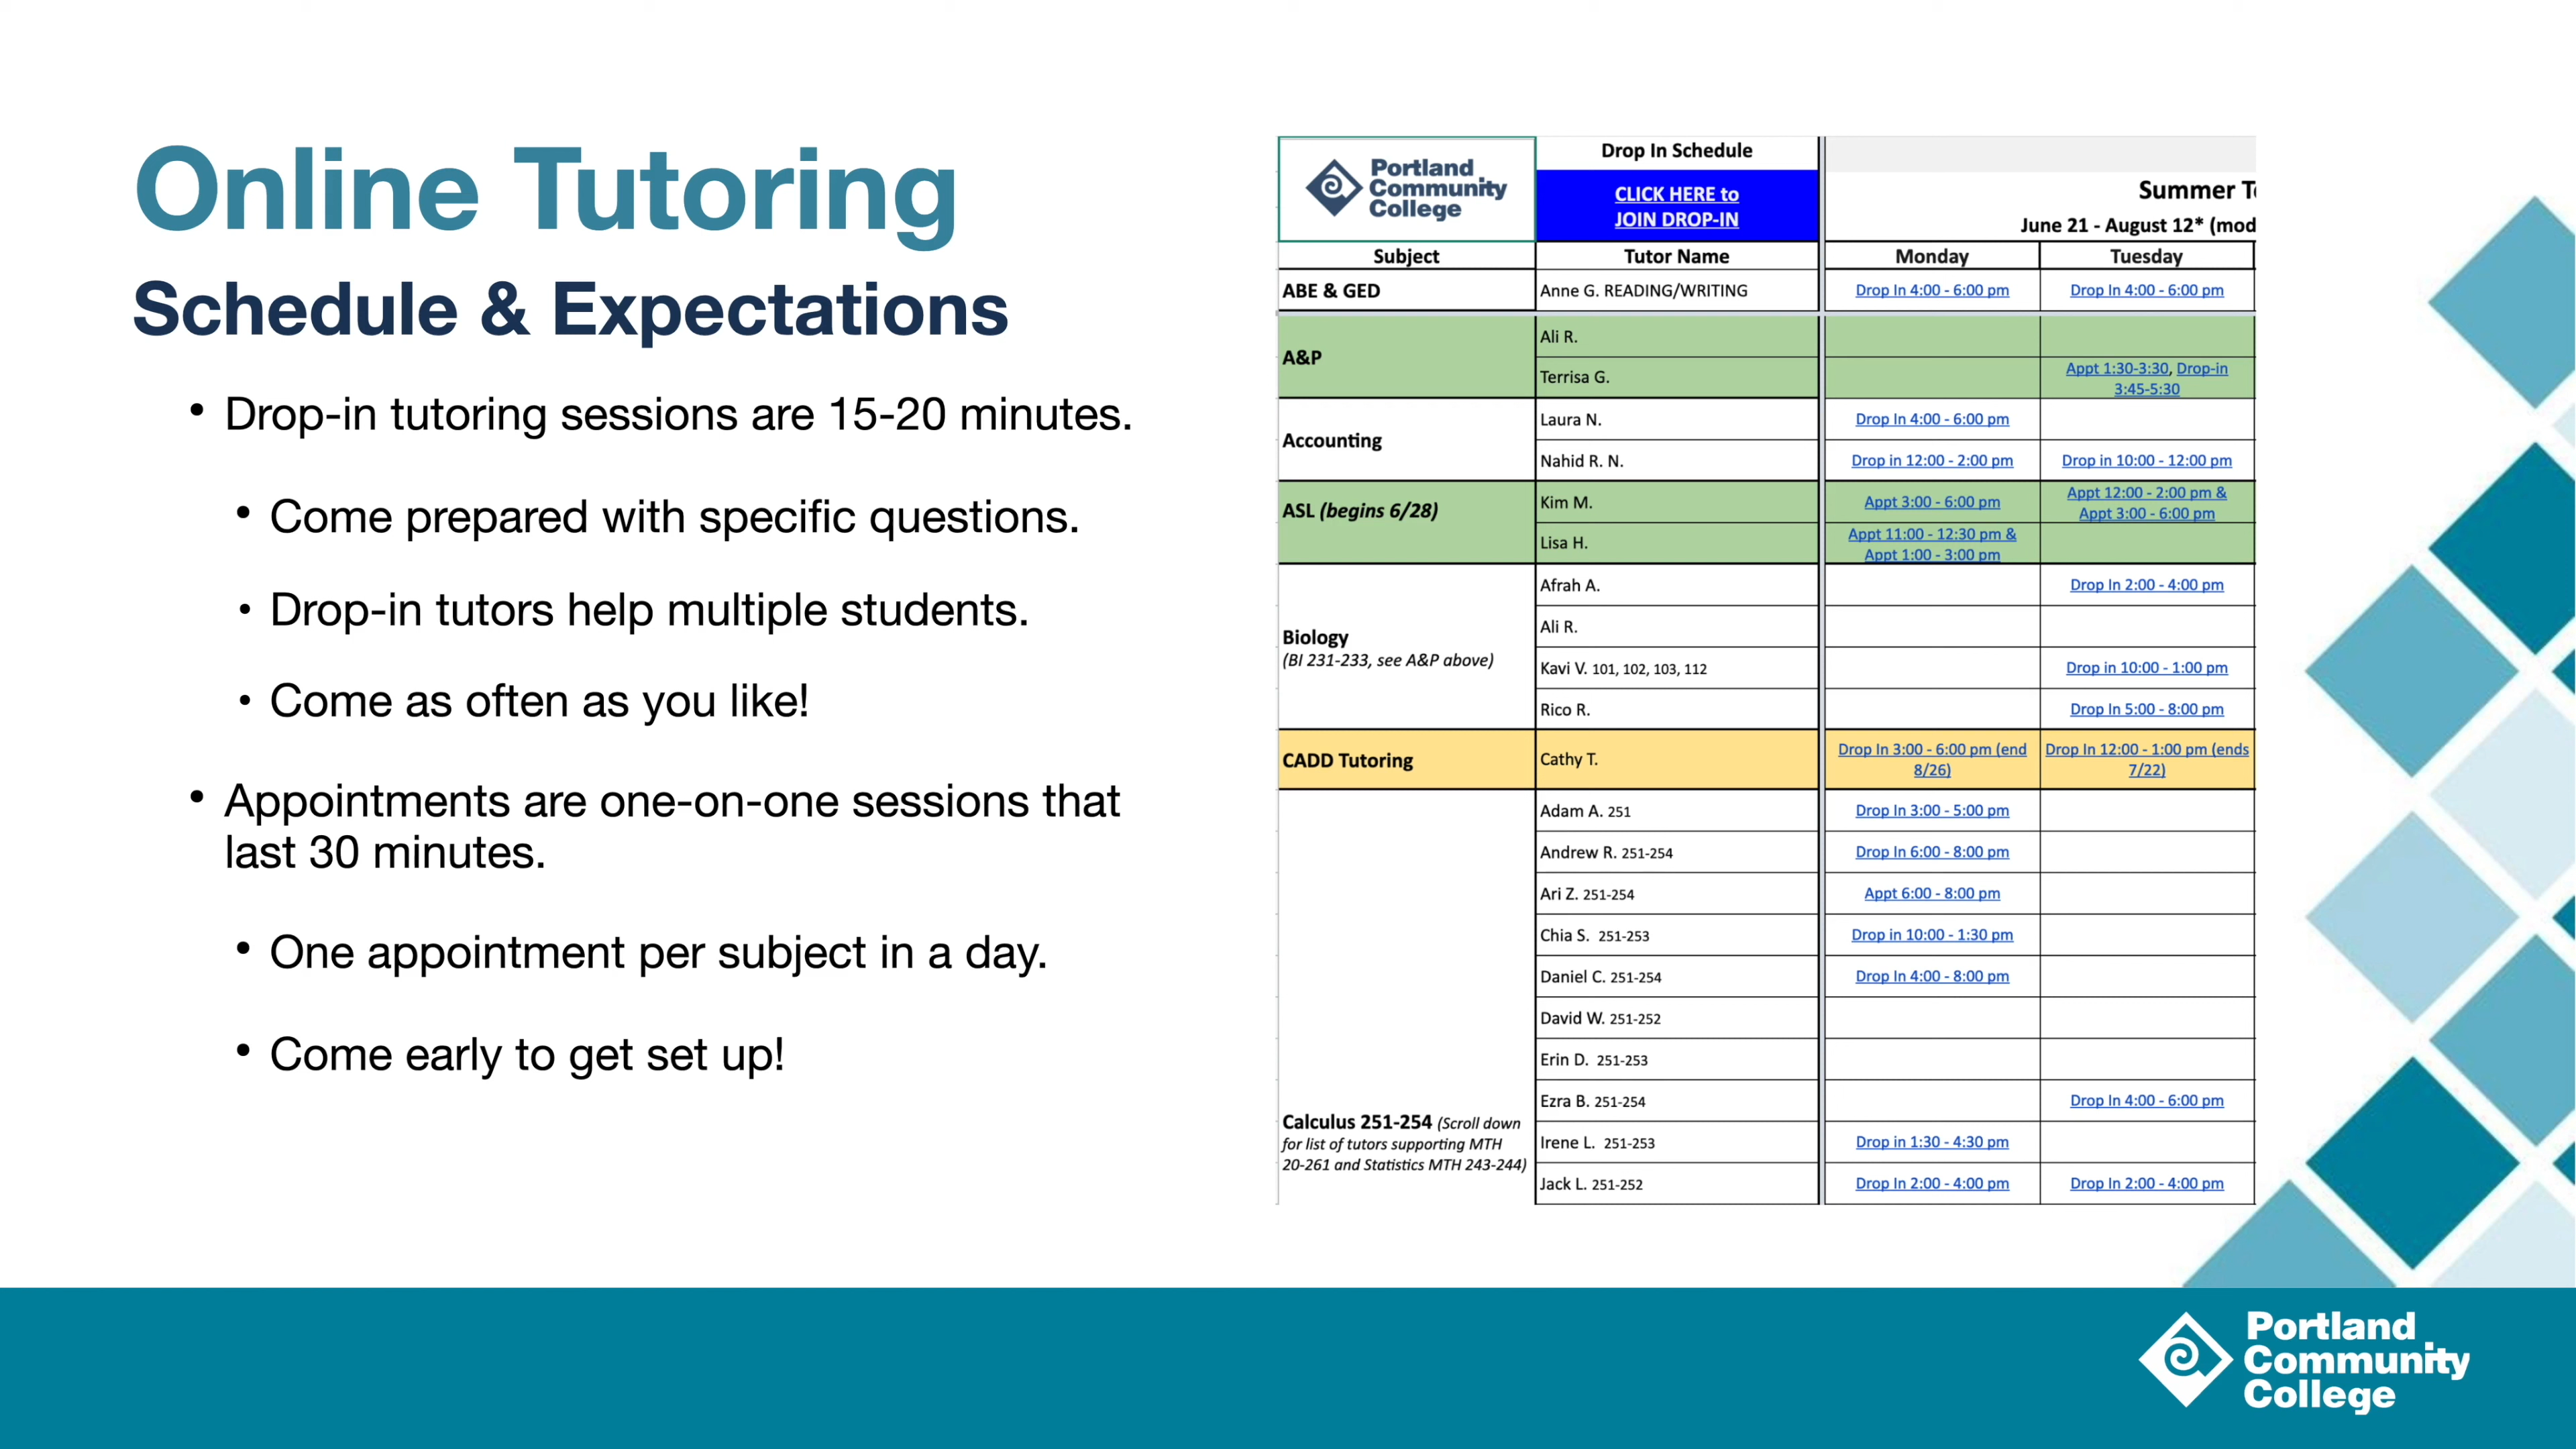 Online Tutoring
Schedule & Expectations
• Drop-in tutoring sessions are 15-20 minutes.
• Come prepared with specific questions.
• Drop-in tutors help multiple students.
• Come as often as you like!
• Appointments are one-on-one sessions that
last 30 minutes.
• One appointment per subject in a day.
• Come early to get set up!
Portland
Community
College
Drop In Schedule
CLICK HERE to
JOIN DROP-IN
Summer T
June 21 - August 12* (mod
Subject Tutor Name Monday Tuesday
ABE & GED Anne G. READING/WRITING Drop In 4:00 - 6:00 pm Drop In 4:00 - 6:00 pm
A&P
Ali R.
Terrisa G. Appt 1:30-3:30, Drop-in
3:45-5:30
Accounting
Laura N. Drop In 4:00 - 6:00 pm
Nahid R. N. Drop in 12:00 - 2:00 pm Drop in 10:00 - 12:00 pm
ASL (begins 6/28)
Kim M. Appt 3:00 - 6:00 pm Appt 12:00 - 2:00 pm &
Appt 3:00 - 6:00 pm
Lisa H. Appt 11:00 - 12:30 pm &
Appt 1:00 - 3:00 pm
Biology
(BI 231-233, see A&P above)
Afrah A. Drop In 2:00 - 4:00 pm
Ali R.
Kavi V. 101, 102, 103, 112 Drop in 10:00 - 1:00 pm
Rico R. Drop In 5:00 - 8:00 pm
CADD Tutoring Cathy T. Drop In 3:00 - 6:00 pm (end
8/26)
Drop In 12:00 - 1:00 pm (ends
7/22)
Adam A. 251 Drop In 3:00 - 5:00 pm
Andrew R. 251-254 Drop In 6:00 - 8:00 pm
Ari Z. 251-254 Appt 6:00 - 8:00 pm
Chia S. 251-253 Drop in 10:00 - 1:30 pm
Daniel C. 251-254 Drop In 4:00 - 8:00 pm
David W. 251-252
Erin D. 251-253
Ezra B. 251-254 Drop In 4:00 - 6:00 pm
Calculus 251-254 (Scroll down
for list of tutors supporting MTH
20-261 and Statistics MTH 243-244)
Irene L. 251-253 Drop in 1:30 - 4:30 pm
Jack L. 251-252 Drop In 2:00 - 4:00 pm Drop In 2:00 - 4:00 pm
Portland
Community
College